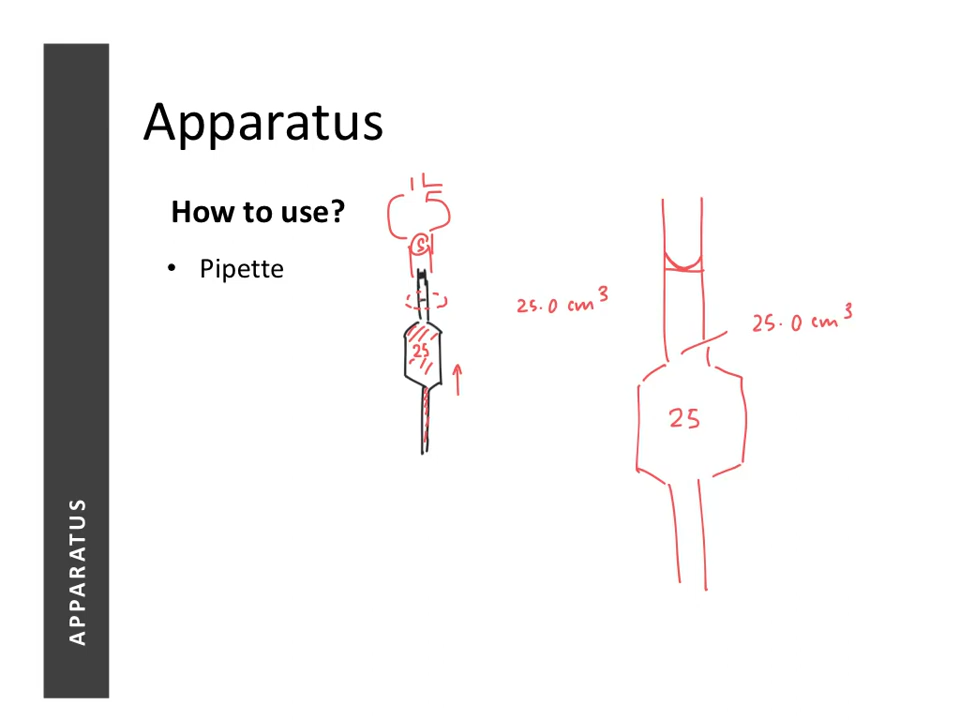 Apparatus
How to use?
• Pipette
S
25
25.0 cm³
25.0 cm³
25
APPARATUS